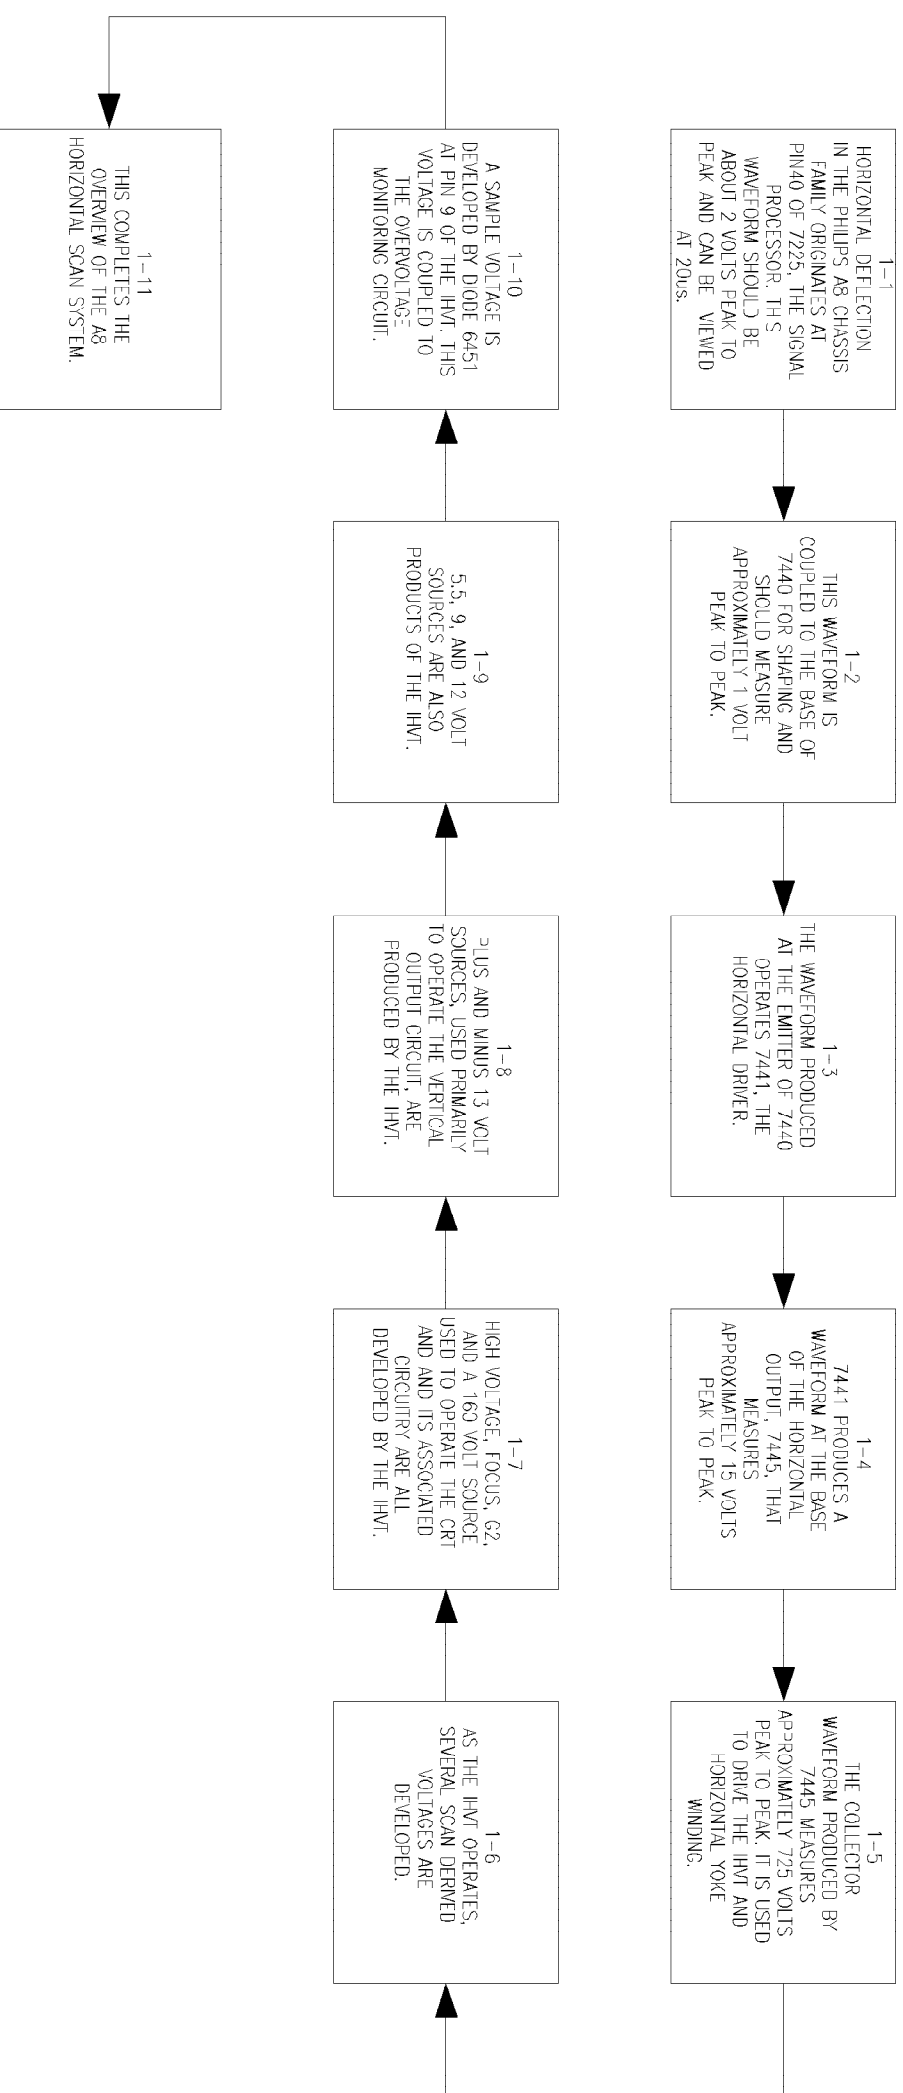 1-1
HORIZONTAL DEFLECTION
IN THE PHILIPS A8 CHASSIS
FAMILY ORIGINATES AT
PIN40 OF 7225, THE SIGNAL
PROCESSOR. THIS
WAVEFORM SHOULD BE
ABOUT 2 VOLTS PEAK TO
PEAK AND CAN BE VIEWED
AT 20us.
1-2
THIS WAVEFORM IS
COUPLED TO THE BASE OF
7440 FOR SHAPING AND
SHOULD MEASURE
APPROXIMATELY 1 VOLT
PEAK TO PEAK.
1-3
THE WAVEFORM PRODUCED
AT THE EMITTER OF 7440
OPERATES 7441, THE
HORIZONTAL DRIVER.
1-4
7441 PRODUCES A
WAVEFORM AT THE BASE
OF THE HORIZONTAL
OUTPUT, 7445, THAT
MEASURES
APPROXIMATELY 15 VOLTS
PEAK TO PEAK.
1-5
THE COLLECTOR
WAVEFORM PRODUCED BY
7445 MEASURES
APPROXIMATELY 725 VOLTS
PEAK TO PEAK. IT IS USED
TO DRIVE THE IHVT AND
HORIZONTAL YOKE
WINDING.
1-6
AS THE IHVT OPERATES,
SEVERAL SCAN DERIVED
VOLTAGES ARE
DEVELOPED.
1-7
HIGH VOLTAGE, FOCUS, G2,
AND A 160 VOLT SOURCE
USED TO OPERATE THE CRT
AND AND ITS ASSOCIATED
CIRCUITRY ARE ALL
DEVELOPED BY THE IHVT.
1-8
PLUS AND MINUS 13 VOLT
SOURCES, USED PRIMARILY
TO OPERATE THE VERTICAL
OUTPUT CIRCUIT, ARE
PRODUCED BY THE IHVT.
1-9
5.5, 9, AND 12 VOLT
SOURCES ARE ALSO
PRODUCTS OF THE IHVT.
1-10
A SAMPLE VOLTAGE IS
DEVELOPED BY DIODE 6451
AT PIN 9 OF THE IHVT. THIS
VOLTAGE IS COUPLED TO
THE OVERVOLTAGE
MONITORING CIRCUIT.
1-11
THIS COMPLETES THE
OVERVIEW OF THE A8
HORIZONTAL SCAN SYSTEM.